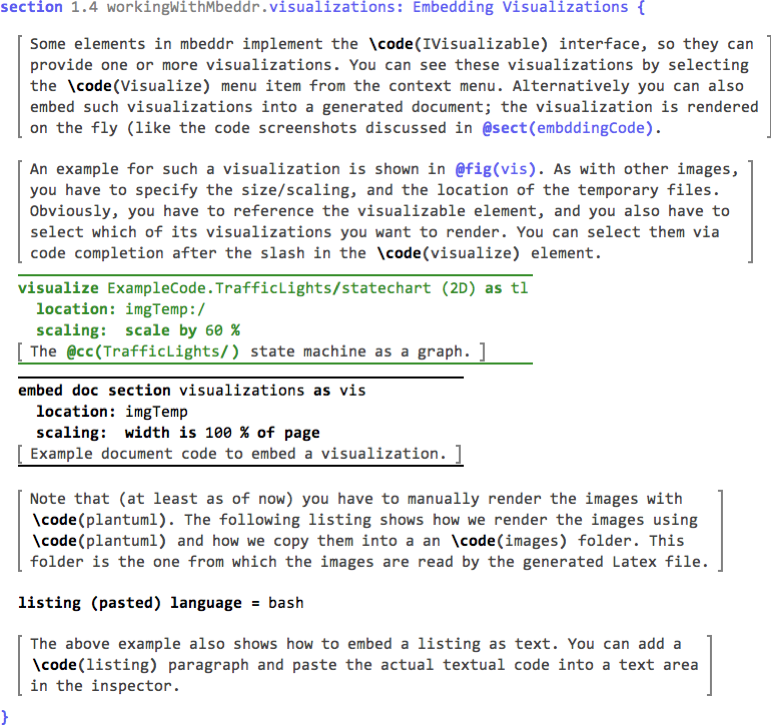 section 1.4 workingWithMbeddr.visualizations: Embedding Visualizations {
[ Some elements in mbeddr implement the \code(IVisualizable) interface, so they can
provide one or more visualizations. You can see these visualizations by selecting
the \code(Visualize) menu item from the context menu. Alternatively you can also
embed such visualizations into a generated document; the visualization is rendered
on the fly (like the code screenshots discussed in @sect(embddingCode). ]
[ An example for such a visualization is shown in @fig(vis). As with other images,
you have to specify the size/scaling, and the location of the temporary files.
Obviously, you have to reference the visualizable element, and you also have to
select which of its visualizations you want to render. You can select them via
code completion after the slash in the \code(visualize) element. ]
visualize ExampleCode.TrafficLights/statechart (2D) as tl
location: imgTemp:/
scaling: scale by 60 %
[ The @cc(TrafficLights/) state machine as a graph. ]
embed doc section visualizations as vis
location: imgTemp
scaling: width is 100 % of page
[ Example document code to embed a visualization. ]
[ Note that (at least as of now) you have to manually render the images with
\code(plantuml). The following listing shows how we render the images using
\code(plantuml) and how we copy them into a an \code(images) folder. This
folder is the one from which the images are read by the generated Latex file. ]
listing (pasted) language = bash
[ The above example also shows how to embed a listing as text. You can add a
\code(listing) paragraph and paste the actual textual code into a text area
in the inspector. ]
}